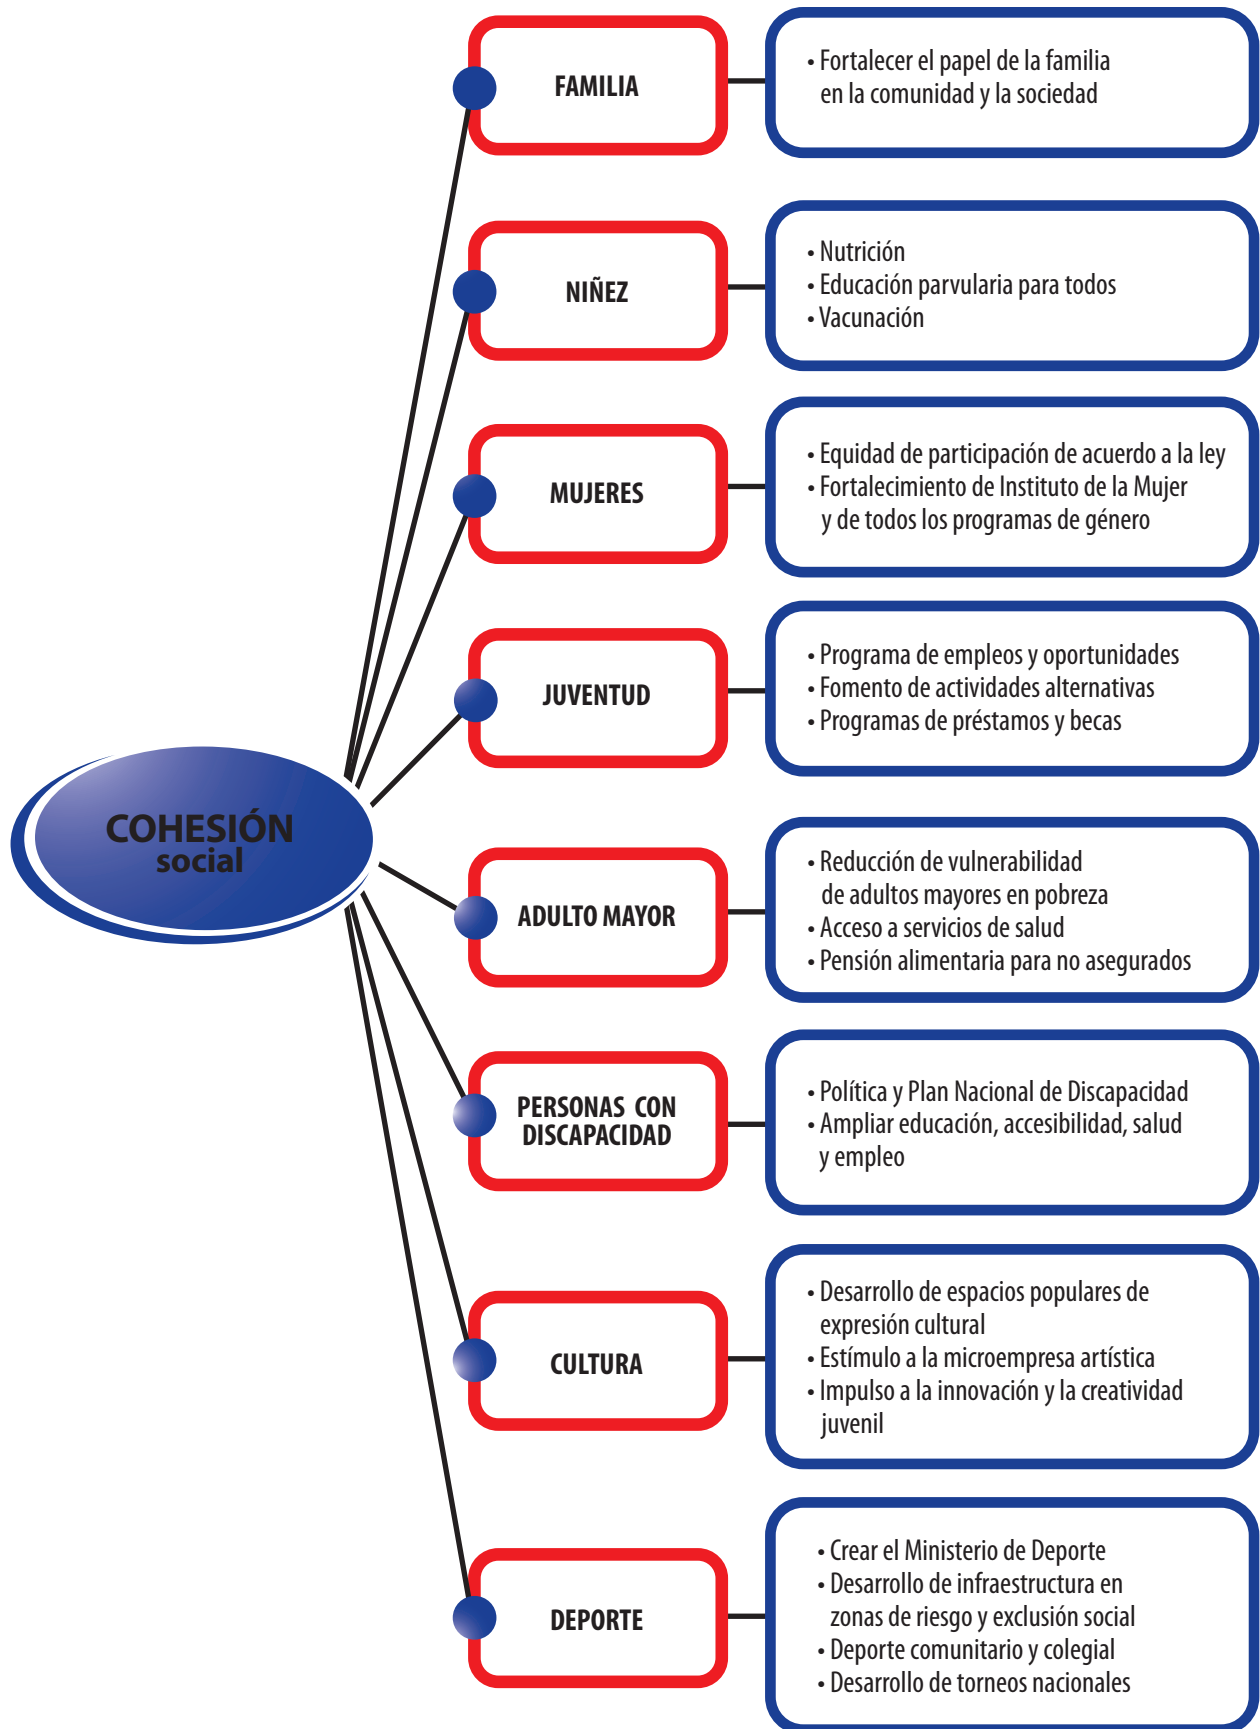 FAMILIA
• Fortalecer el papel de la familia
en la comunidad y la sociedad
NIÑEZ
• Nutrición
• Educación parvularia para todos
• Vacunación
MUJERES
• Equidad de participación de acuerdo a la ley
• Fortalecimiento de Instituto de la Mujer
y de todos los programas de género
JUVENTUD
• Programa de empleos y oportunidades
• Fomento de actividades alternativas
• Programas de préstamos y becas
COHESIÓN
social
ADULTO MAYOR
• Reducción de vulnerabilidad
de adultos mayores en pobreza
• Acceso a servicios de salud
• Pensión alimentaria para no asegurados
PERSONAS CON
DISCAPACIDAD
• Política y Plan Nacional de Discapacidad
• Ampliar educación, accesibilidad, salud
y empleo
CULTURA
• Desarrollo de espacios populares de
expresión cultural
• Estímulo a la microempresa artística
• Impulso a la innovación y la creatividad
juvenil
DEPORTE
• Crear el Ministerio de Deporte
• Desarrollo de infraestructura en
zonas de riesgo y exclusión social
• Deporte comunitario y colegial
• Desarrollo de torneos nacionales